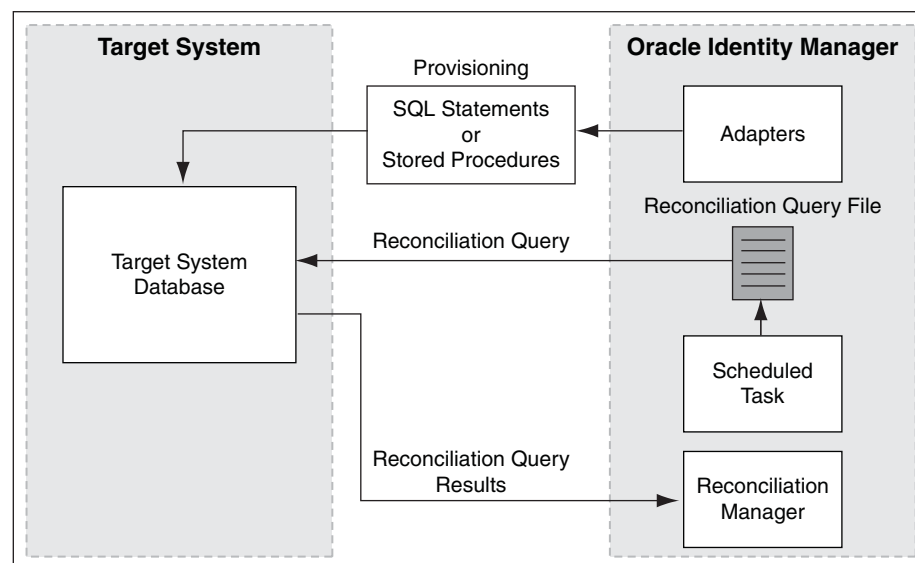 Target System
Oracle Identity Manager
Provisioning
SQL Statements
or
Stored Procedures
Adapters
Reconciliation Query File
Reconciliation Query
Target System
Database
Scheduled
Task
Reconciliation Query
Results
Reconciliation
Manager